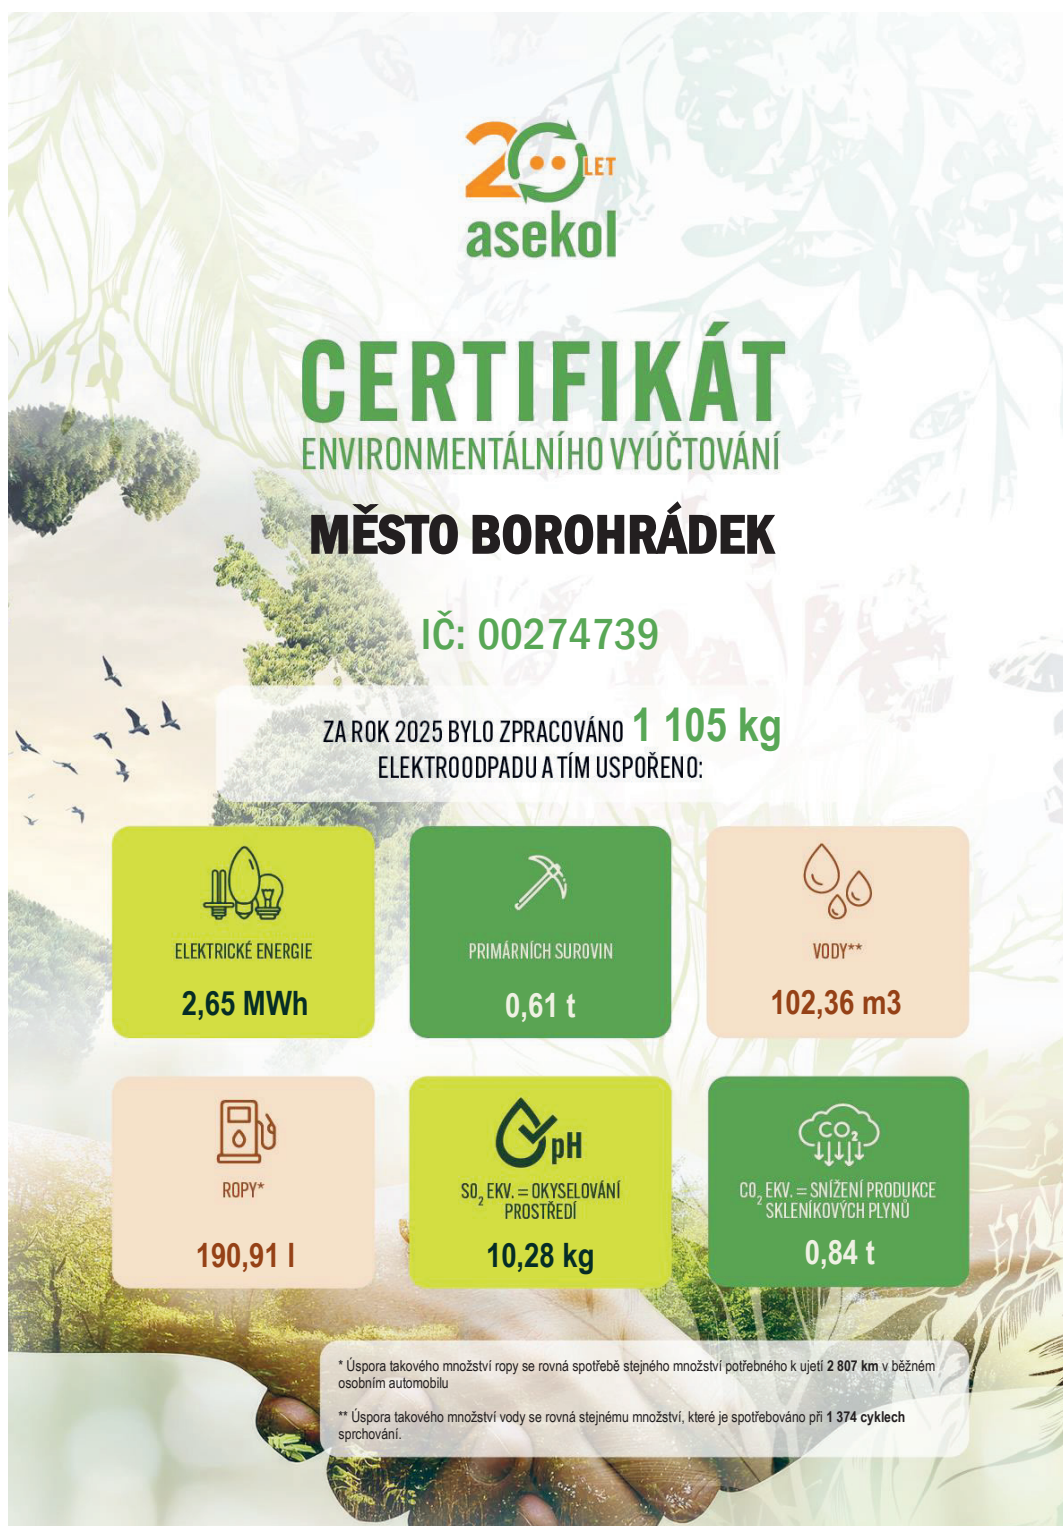 20 LET
asekol
CERTIFIKÁT
ENVIRONMENTÁLNÍHO VYÚČTOVÁNÍ
MĚSTO BOROHRÁDEK
IČ: 00274739
ZA ROK 2025 BYLO ZPRACOVÁNO 1 105 kg
ELEKTROODPADU A TÍM USPOŘENO:
ELEKTRICKÉ ENERGIE
2,65 MWh
PRIMÁRNÍCH SUROVIN
0,61 t
VODY**
102,36 m3
ROPY*
190,91 l
pH
SO₂ EKV. = OKYSELOVÁNÍ
PROSTŘEDÍ
10,28 kg
CO₂
CO₂ EKV. = SNÍŽENÍ PRODUKCE
SKLENÍKOVÝCH PLYNŮ
0,84 t
* Úspora takového množství ropy se rovná spotřebě stejného množství potřebného k ujetí 2 807 km v běžném
osobním automobilu
** Úspora takového množství vody se rovná stejnému množství, které je spotřebováno při 1 374 cyklech
sprchování.